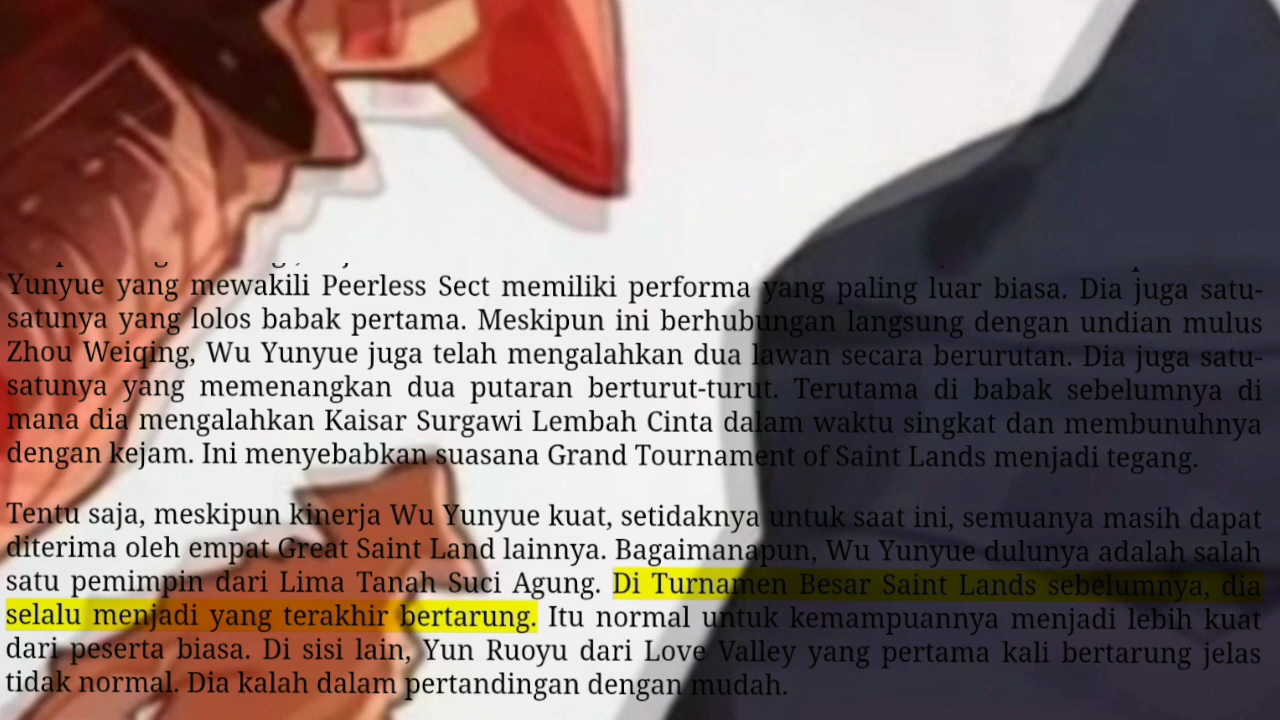 Yunyue yang mewakili Peerless Sect memiliki performa yang paling luar biasa. Dia juga satu-
satunya yang lolos babak pertama. Meskipun ini berhubungan langsung dengan undian mulus
Zhou Weiqing, Wu Yunyue juga telah mengalahkan dua lawan secara berurutan. Dia juga satu-
satunya yang memenangkan dua putaran berturut-turut. Terutama di babak sebelumnya di
mana dia mengalahkan Kaisar Surgawi Lembah Cinta dalam waktu singkat dan membunuhnya
dengan kejam. Ini menyebabkan suasana Grand Tournament of Saint Lands menjadi tegang.
Tentu saja, meskipun kinerja Wu Yunyue kuat, setidaknya untuk saat ini, semuanya masih dapat
diterima oleh empat Great Saint Land lainnya. Bagaimanapun, Wu Yunyue dulunya adalah salah
satu pemimpin dari Lima Tanah Suci Agung. Di Turnamen Besar Saint Lands sebelumnya, dia
selalu menjadi yang terakhir bertarung. Itu normal untuk kemampuannya menjadi lebih kuat
dari peserta biasa. Di sisi lain, Yun Ruoyu dari Love Valley yang pertama kali bertarung jelas
tidak normal. Dia kalah dalam pertandingan dengan mudah.